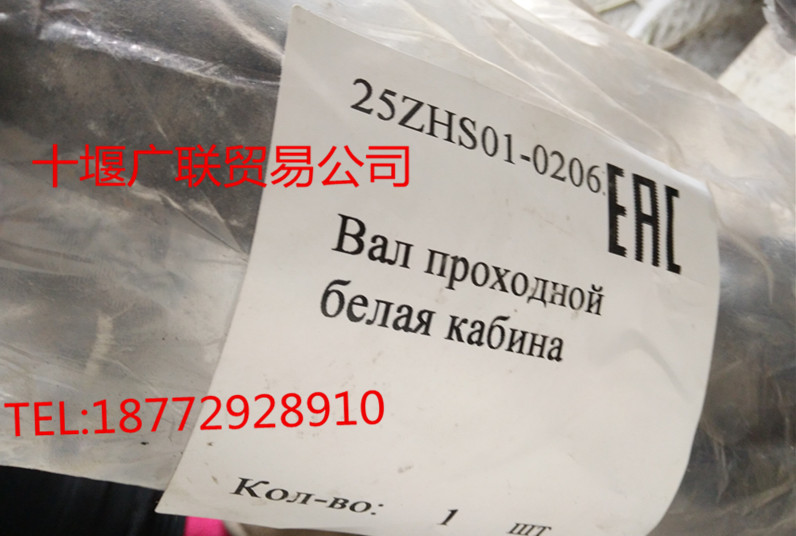 25ZHS01-0206
EAC
十堰广联贸易公司
Вал проходной
белая кабина
TEL:18772928910
Кол-во: 1 шт